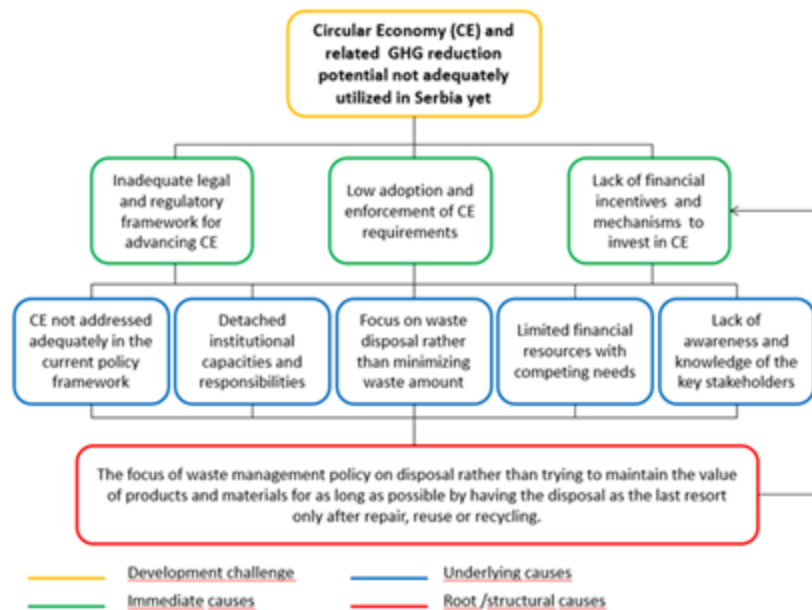 Circular Economy (CE) and
related GHG reduction
potential not adequately
utilized in Serbia yet
Inadequate legal
and regulatory
framework for
advancing CE
Low adoption and
enforcement of CE
requirements
Lack of financial
incentives and
mechanisms to
invest in CE
CE not addressed
adequately in the
current policy
framework
Detached
institutional
capacities and
responsibilities
Focus on waste
disposal rather
than minimizing
waste amount
Limited financial
resources with
competing needs
Lack of
awareness and
knowledge of the
key stakeholders
The focus of waste management policy on disposal rather than trying to maintain the value
of products and materials for as long as possible by having the disposal as the last resort
only after repair, reuse or recycling.
Development challenge
Underlying causes
Immediate causes
Root /structural causes